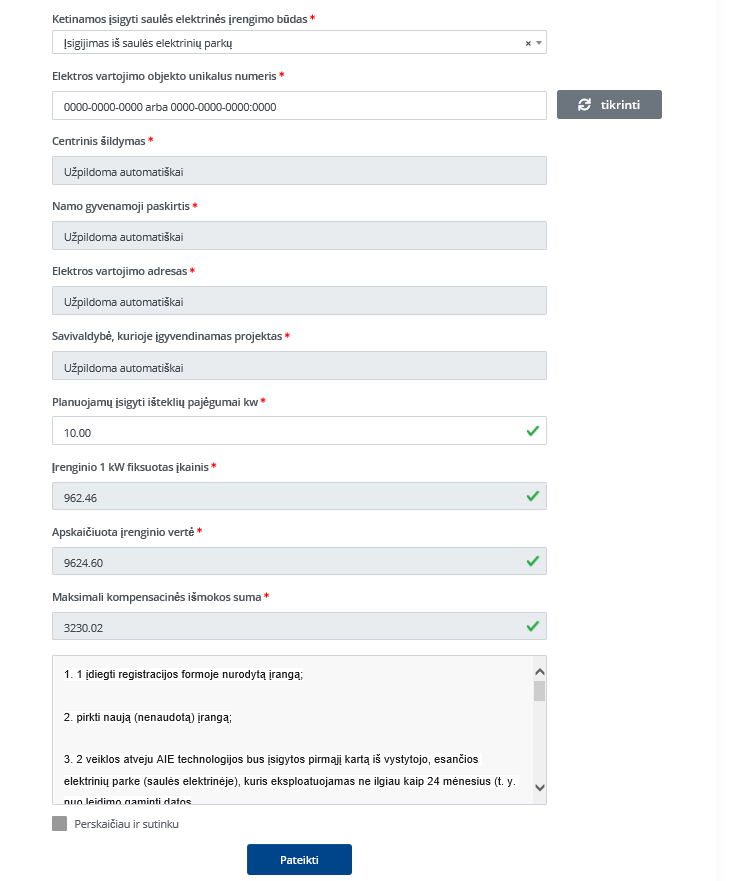 Ketinamos įsigyti saulės elektrinės įrengimo būdas *
Įsigijimas iš saulės elektrinių parkų
Elektros vartojimo objekto unikalus numeris *
0000-0000-0000 arba 0000-0000-0000:0000
tikrinti
Centrinis šildymas *
Užpildoma automatiškai
Namo gyvenamoji paskirtis *
Užpildoma automatiškai
Elektros vartojimo adresas *
Užpildoma automatiškai
Savivaldybė, kurioje įgyvendinamas projektas *
Užpildoma automatiškai
Planuojamų įsigyti išteklių pajėgumai kw *
10.00
Įrenginio 1 kW fiksuotas įkainis *
962.46
Apskaičiuota įrenginio vertė *
9624.60
Maksimali kompensacinės išmokos suma *
3230.02
1. 1 įdiegti registracijos formoje nurodytą įrangą;
2. pirkti naują (nenaudotą) įrangą;
3. 2 veiklos atveju AIE technologijos bus įsigytos pirmąjį kartą iš vystytojo, esančios
elektrinių parke (saulės elektrinėje), kuris eksploatuojamas ne ilgiau kaip 24 mėnesius (t. y.
nuo leidimo gaminti datos
Perskaičiau ir sutinku
Pateikti